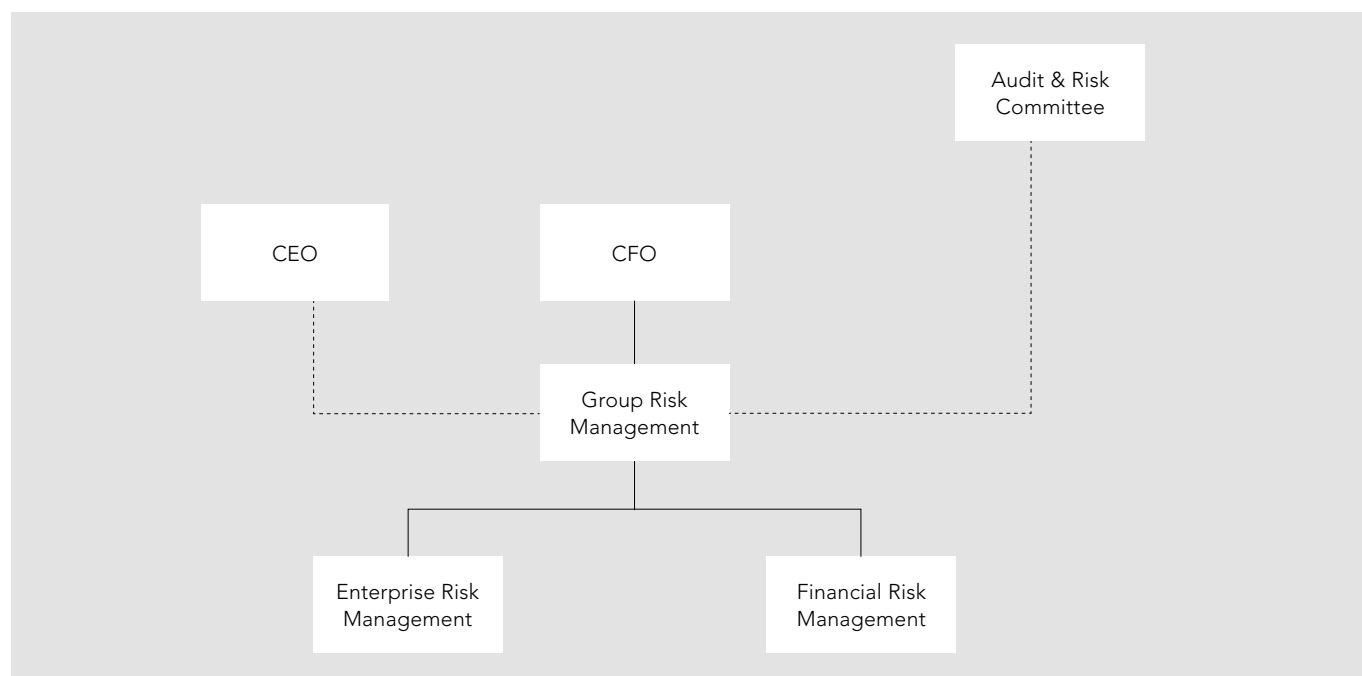 Audit & Risk
Committee
CEO
CFO
Group Risk
Management
Enterprise Risk
Management
Financial Risk
Management